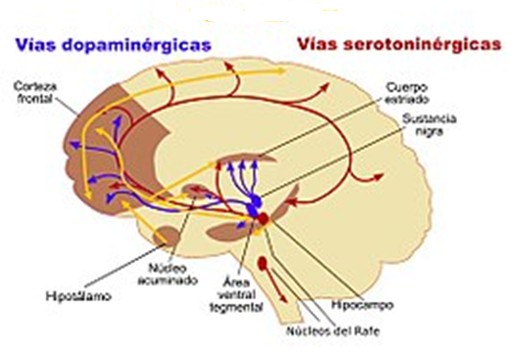 Vías dopaminérgicas
Vías serotoninérgicas
Corteza
frontal
Cuerpo
estriado
Sustancia
nigra
Núcleo
acuminado
Hipotálamo
Área
ventral
tegmental
Hipocampo
Núcleos del Rafe